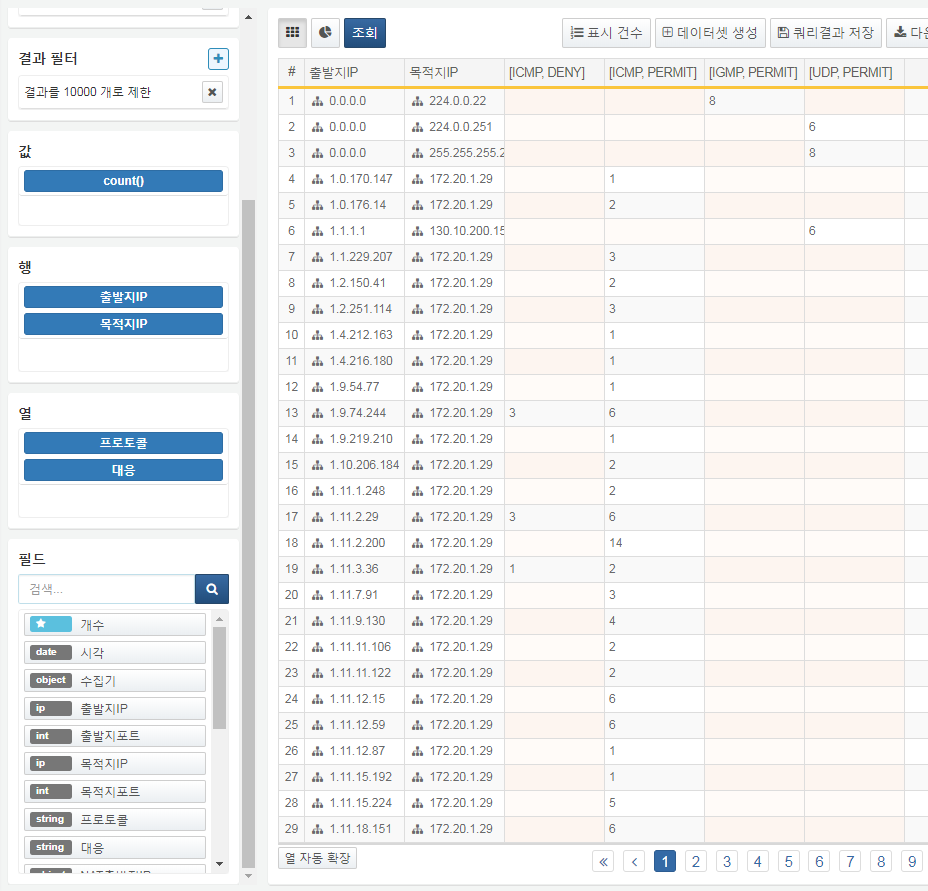 결과 필터
결과를 10000 개로 제한
값
count()
행
출발지IP
목적지IP
열
프로토콜
대응
필드
검색...
개수
date 시각
object 수집기
ip 출발지IP
int 출발지포트
ip 목적지IP
int 목적지포트
string 프로토콜
string 대응
조회 표시 건수 데이터셋 생성 쿼리결과 저장
# 출발지IP 목적지IP [ICMP, DENY] [ICMP, PERMIT] [IGMP, PERMIT] [UDP, PERMIT]
1 0.0.0.0 224.0.0.22 8
2 0.0.0.0 224.0.0.251 6
3 0.0.0.0 255.255.255.2 8
4 1.0.170.147 172.20.1.29 1
5 1.0.176.14 172.20.1.29 2
6 1.1.1.1 130.10.200.15 6
7 1.1.229.207 172.20.1.29 3
8 1.2.150.41 172.20.1.29 2
9 1.2.251.114 172.20.1.29 3
10 1.4.212.163 172.20.1.29 1
11 1.4.216.180 172.20.1.29 1
12 1.9.54.77 172.20.1.29 1
13 1.9.74.244 172.20.1.29 3 6
14 1.9.219.210 172.20.1.29 1
15 1.10.206.184 172.20.1.29 2
16 1.11.1.248 172.20.1.29 2
17 1.11.2.29 172.20.1.29 3 6
18 1.11.2.200 172.20.1.29 14
19 1.11.3.36 172.20.1.29 1 2
20 1.11.7.91 172.20.1.29 3
21 1.11.9.130 172.20.1.29 4
22 1.11.11.106 172.20.1.29 2
23 1.11.11.122 172.20.1.29 2
24 1.11.12.15 172.20.1.29 6
25 1.11.12.59 172.20.1.29 6
26 1.11.12.87 172.20.1.29 1
27 1.11.15.192 172.20.1.29 1
28 1.11.15.224 172.20.1.29 5
29 1.11.18.151 172.20.1.29 6
열 자동 확장 « ‹ 1 2 3 4 5 6 7 8 9